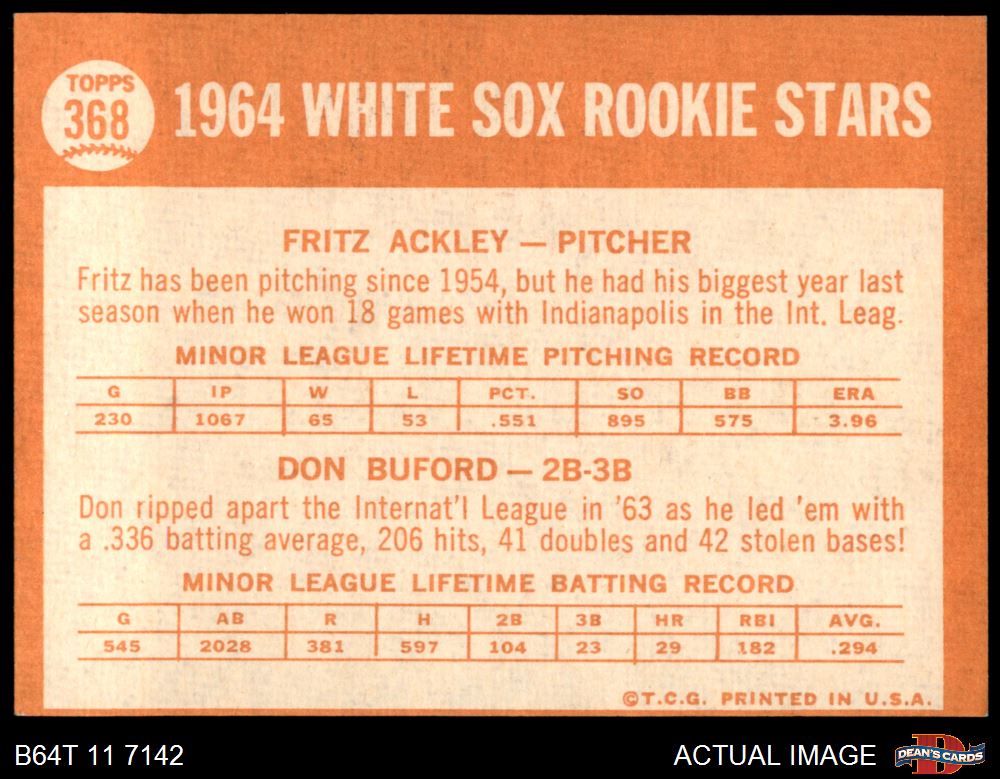 TOPPS
368
1964 WHITE SOX ROOKIE STARS
FRITZ ACKLEY — PITCHER
Fritz has been pitching since 1954, but he had his biggest year last
season when he won 18 games with Indianapolis in the Int. Leag.
MINOR LEAGUE LIFETIME PITCHING RECORD
G IP W L PCT. SO BB ERA
230 1067 65 53 .551 895 575 3.96
DON BUFORD — 2B-3B
Don ripped apart the Internat'l League in '63 as he led 'em with
a .336 batting average, 206 hits, 41 doubles and 42 stolen bases!
MINOR LEAGUE LIFETIME BATTING RECORD
G AB R H 2B 3B HR RBI AVG.
545 2028 381 597 104 23 29 182 .294
©T.C.G. PRINTED IN U.S.A.
B64T 11 7142
ACTUAL IMAGE
DEAN'S CARDS